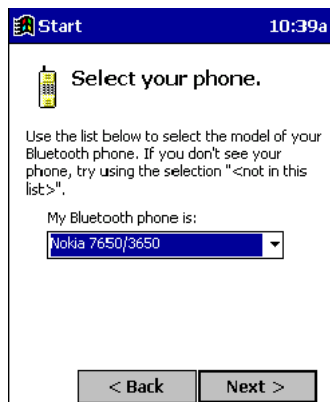 Start 10:39a
Select your phone.
Use the list below to select the model of your
Bluetooth phone. If you don't see your
phone, try using the selection "<not in this
list>".
My Bluetooth phone is:
Nokia 7650/3650
< Back Next >